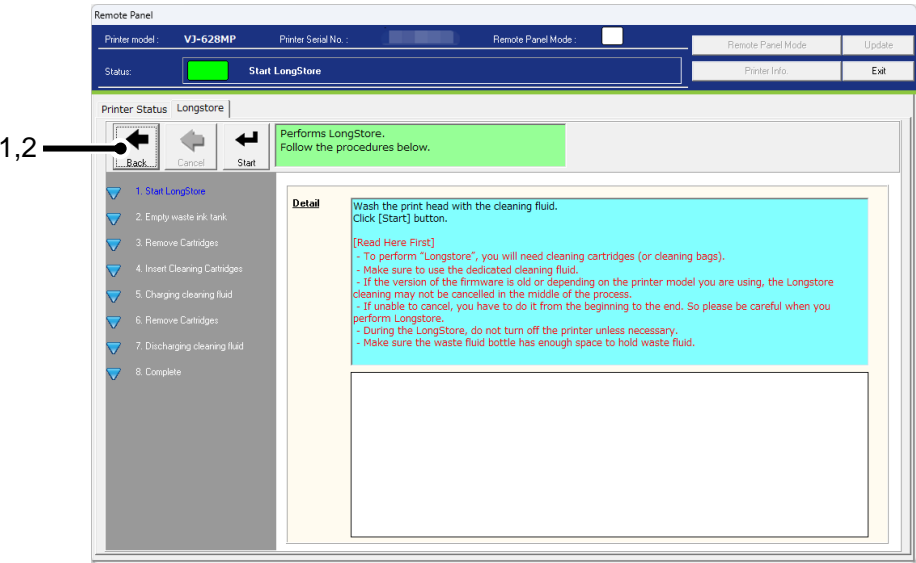 Remote Panel
Printer model : VJ-628MP Printer Serial No. : Remote Panel Mode :
Remote Panel Mode Update
Status: Start LongStore
Printer Info. Exit
Printer Status Longstore
1,2
Back Cancel Start
Performs LongStore.
Follow the procedures below.
1. Start LongStore
2. Empty waste ink tank
3. Remove Cartridges
4. Insert Cleaning Cartridges
5. Charging cleaning fluid
6. Remove Cartridges
7. Discharging cleaning fluid
8. Complete
Detail
Wash the print head with the cleaning fluid.
Click [Start] button.
[Read Here First]
- To perform "Longstore", you will need cleaning cartridges (or cleaning bags).
- Make sure to use the dedicated cleaning fluid.
- If the version of the firmware is old or depending on the printer model you are using, the Longstore
cleaning may not be cancelled in the middle of the process.
- If unable to cancel, you have to do it from the beginning to the end. So please be careful when you
perform Longstore.
- During the LongStore, do not turn off the printer unless necessary.
- Make sure the waste fluid bottle has enough space to hold waste fluid.